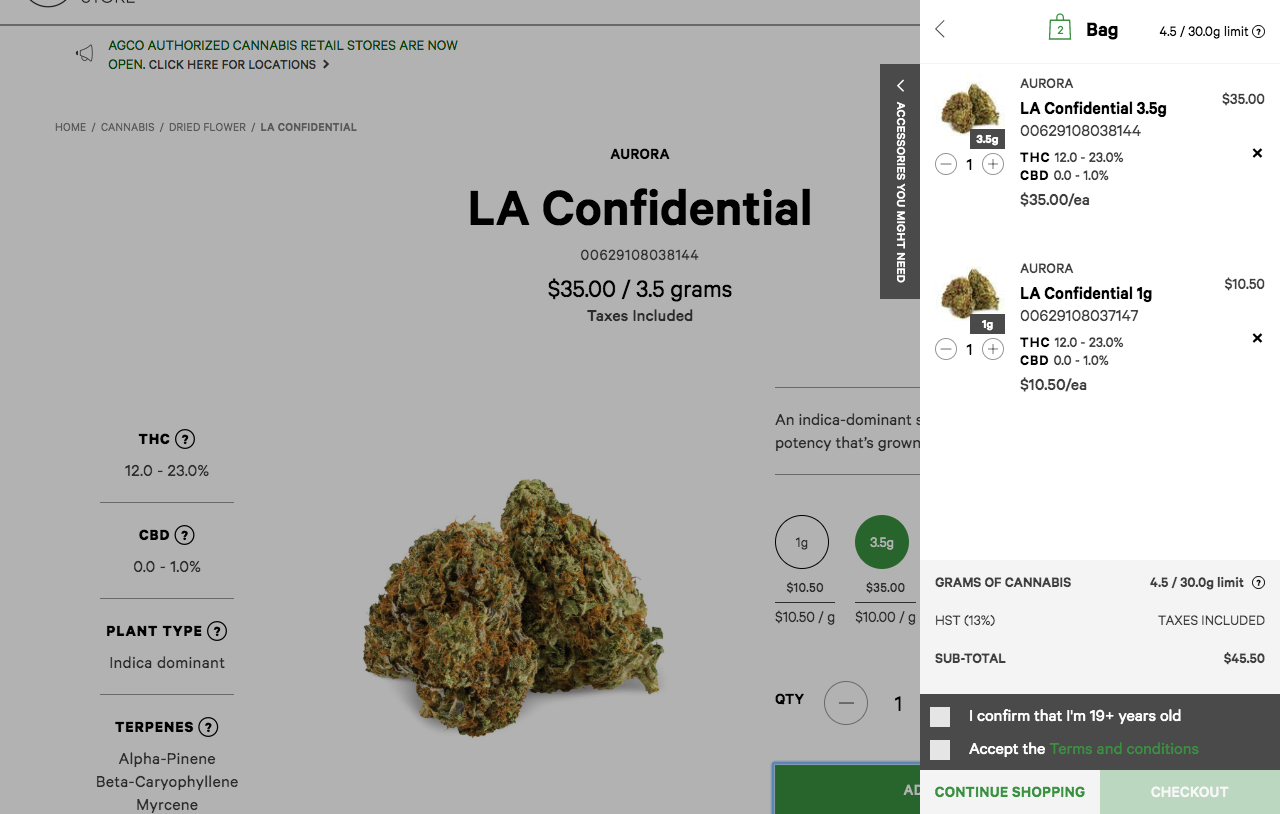 STORE
AGCO AUTHORIZED CANNABIS RETAIL STORES ARE NOW
OPEN. CLICK HERE FOR LOCATIONS >
HOME / CANNABIS / DRIED FLOWER / LA CONFIDENTIAL
AURORA
LA Confidential
00629108038144
$35.00 / 3.5 grams
Taxes Included
THC ?
12.0 - 23.0%
CBD ?
0.0 - 1.0%
PLANT TYPE ?
Indica dominant
TERPENES ?
Alpha-Pinene
Beta-Caryophyllene
Myrcene
An indica-dominant
potency that's grown
1g 3.5g
$10.50 $35.00
$10.50 / g $10.00 / g
QTY 1
AD
ACCESSORIES YOU MIGHT NEED
2 Bag 4.5 / 30.0g limit ?
AURORA
LA Confidential 3.5g $35.00
00629108038144
3.5g
1
THC 12.0 - 23.0%
CBD 0.0 - 1.0%
$35.00/ea
AURORA
LA Confidential 1g $10.50
00629108037147
1g
1
THC 12.0 - 23.0%
CBD 0.0 - 1.0%
$10.50/ea
GRAMS OF CANNABIS 4.5 / 30.0g limit ?
HST (13%) TAXES INCLUDED
SUB-TOTAL $45.50
I confirm that I'm 19+ years old
Accept the Terms and conditions
CONTINUE SHOPPING CHECKOUT